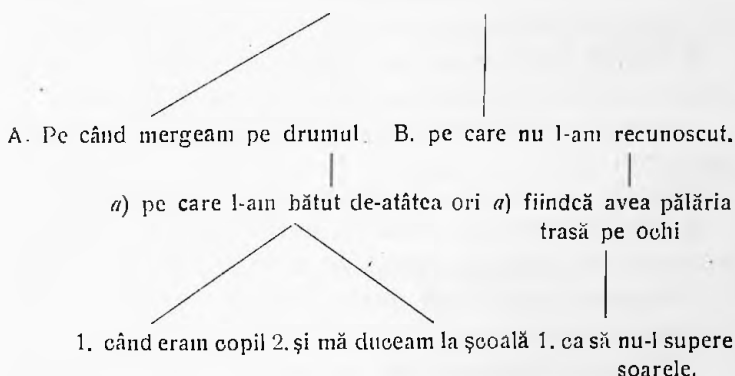 A. Pe când mergeam pe drumul B. pe care nu l-am recunoscut.
a) pe care l-am bătut de-atâtea ori a) fiindcă avea pălăria
trasă pe ochi
1. când eram copil 2. și mă duceam la școală 1. ca să nu-l supere
soarele.